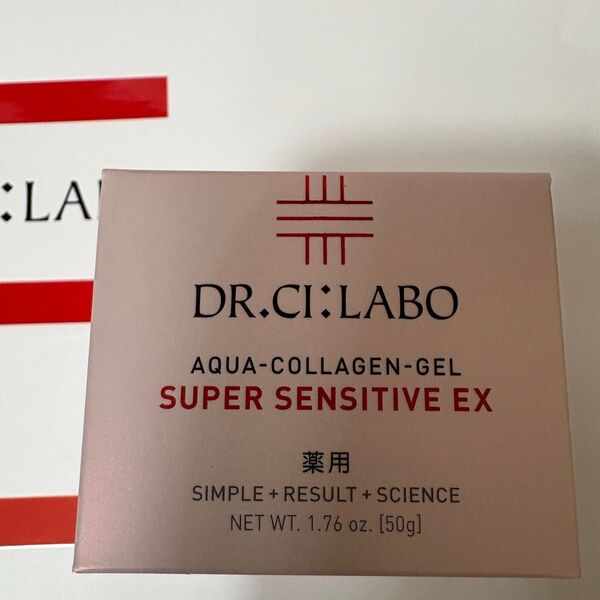 :LA
DR.CI:LABO
AQUA-COLLAGEN-GEL
SUPER SENSITIVE EX
薬用
SIMPLE + RESULT + SCIENCE
NET WT. 1.76 oz. [50g]